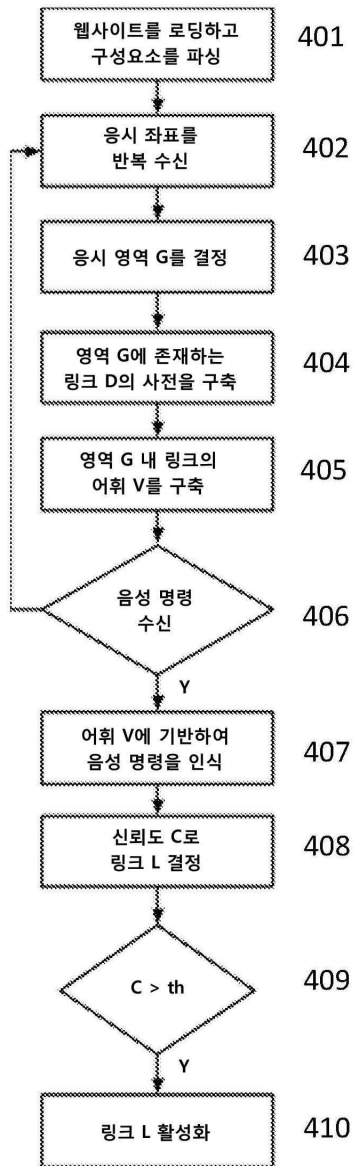 웹사이트를 로딩하고
구성요소를 파싱
401
응시 좌표를
반복 수신
402
응시 영역 G를 결정
403
영역 G에 존재하는
링크 D의 사전을 구축
404
영역 G 내 링크의
어휘 V를 구축
405
음성 명령
수신
406
Y
어휘 V에 기반하여
음성 명령을 인식
407
신뢰도 C로
링크 L 결정
408
C > th
409
Y
링크 L 활성화
410